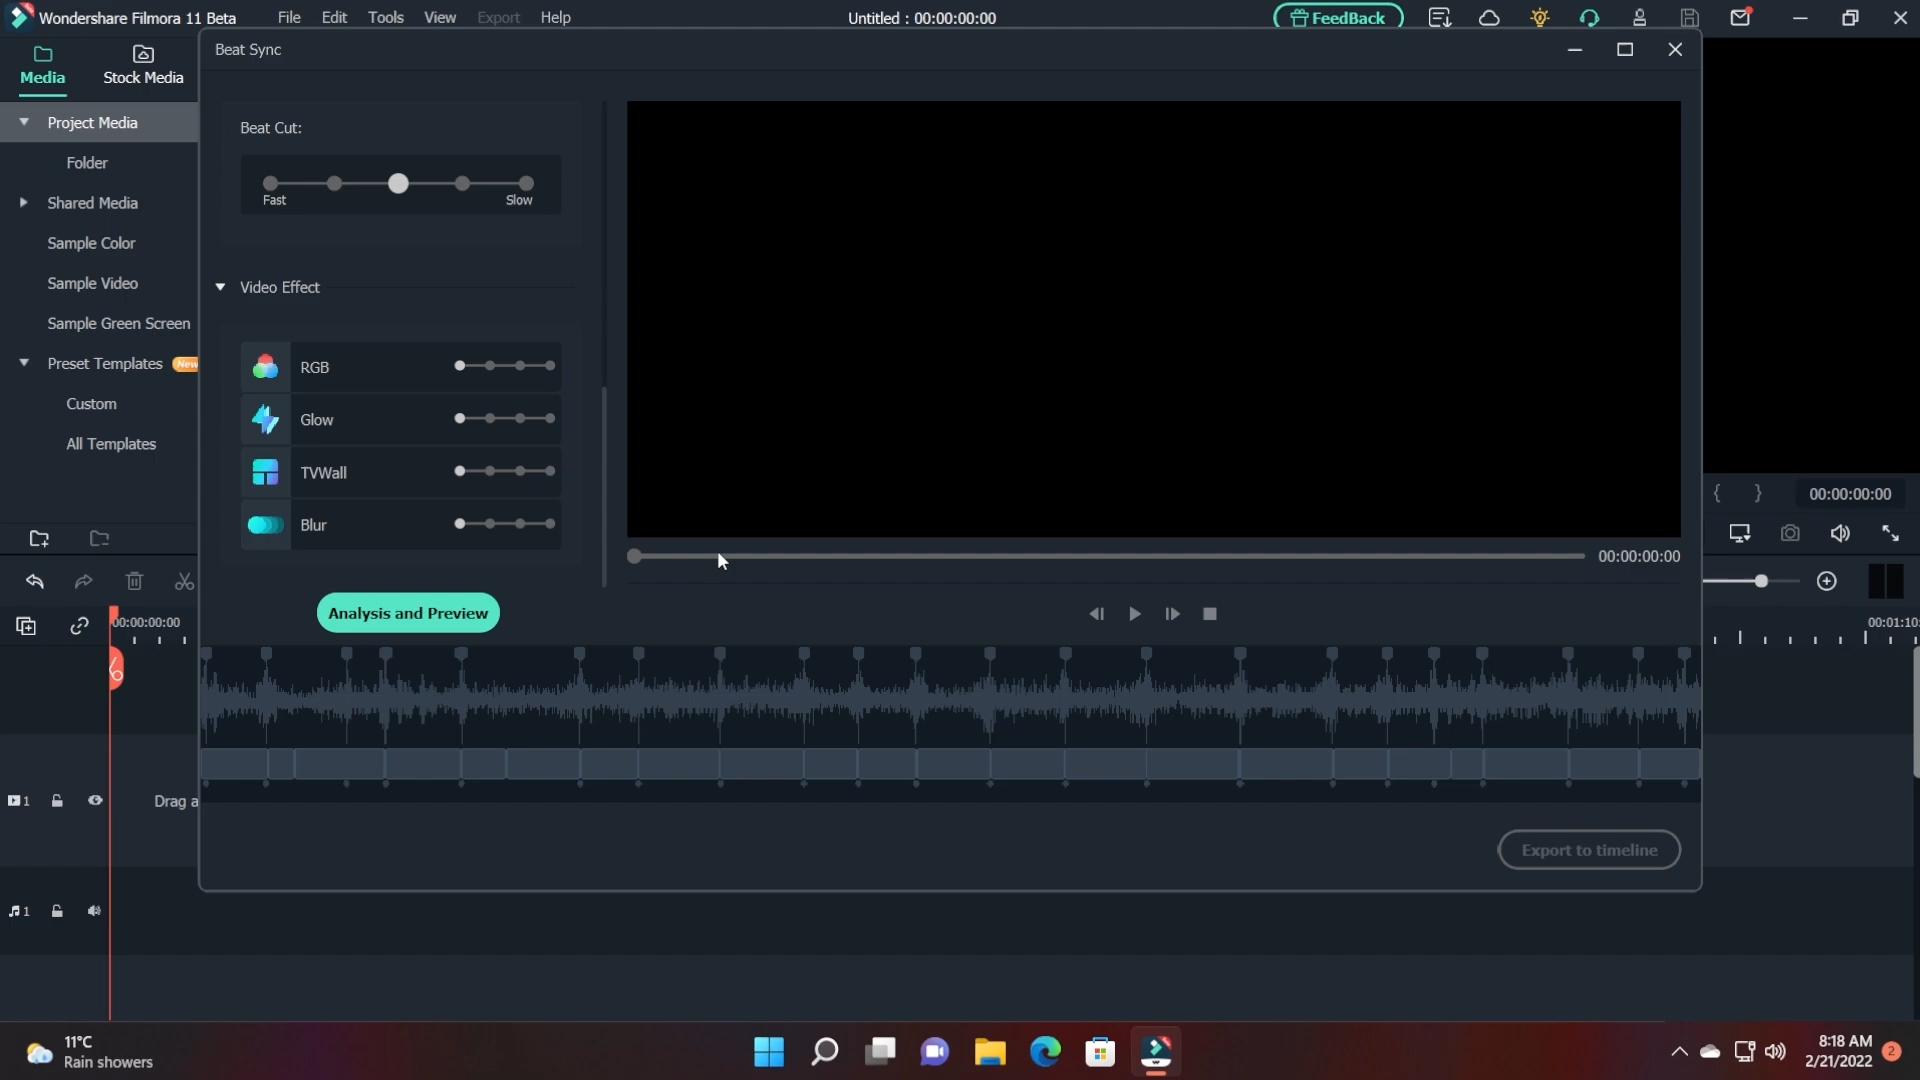 Wondershare Filmora 11 Beta
File Edit Tools View Export Help
Untitled : 00:00:00:00
FeedBack
Media
Stock Media
Project Media
Folder
Shared Media
Sample Color
Sample Video
Sample Green Screen
Preset Templates New
Custom
All Templates
Beat Sync
Beat Cut:
Fast Slow
Video Effect
RGB
Glow
TVWall
Blur
Analysis and Preview
00:00:00:00
00:00:00:00
00:00:00:00
00:01:10:
1
Drag a
1
Export to timeline
11°C
Rain showers
8:18 AM
2/21/2022
2